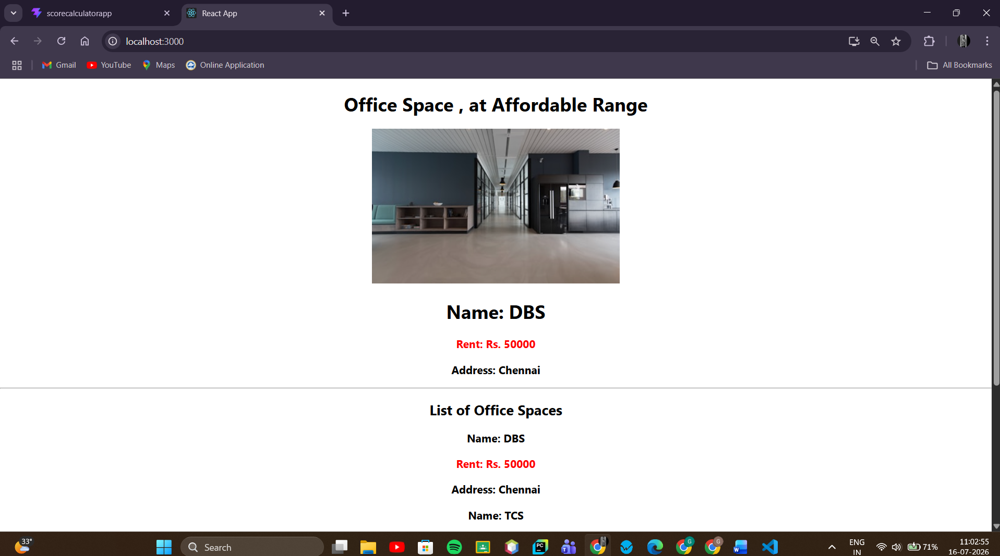 scorecalculatorapp
React App
localhost:3000
Gmail
YouTube
Maps
Online Application
All Bookmarks
Office Space , at Affordable Range
Name: DBS
Rent: Rs. 50000
Address: Chennai
List of Office Spaces
Name: DBS
Rent: Rs. 50000
Address: Chennai
Name: TCS
33°
Search
PC
T
G
G
W
ENG
IN
71%
11:02:55
16-07-2026